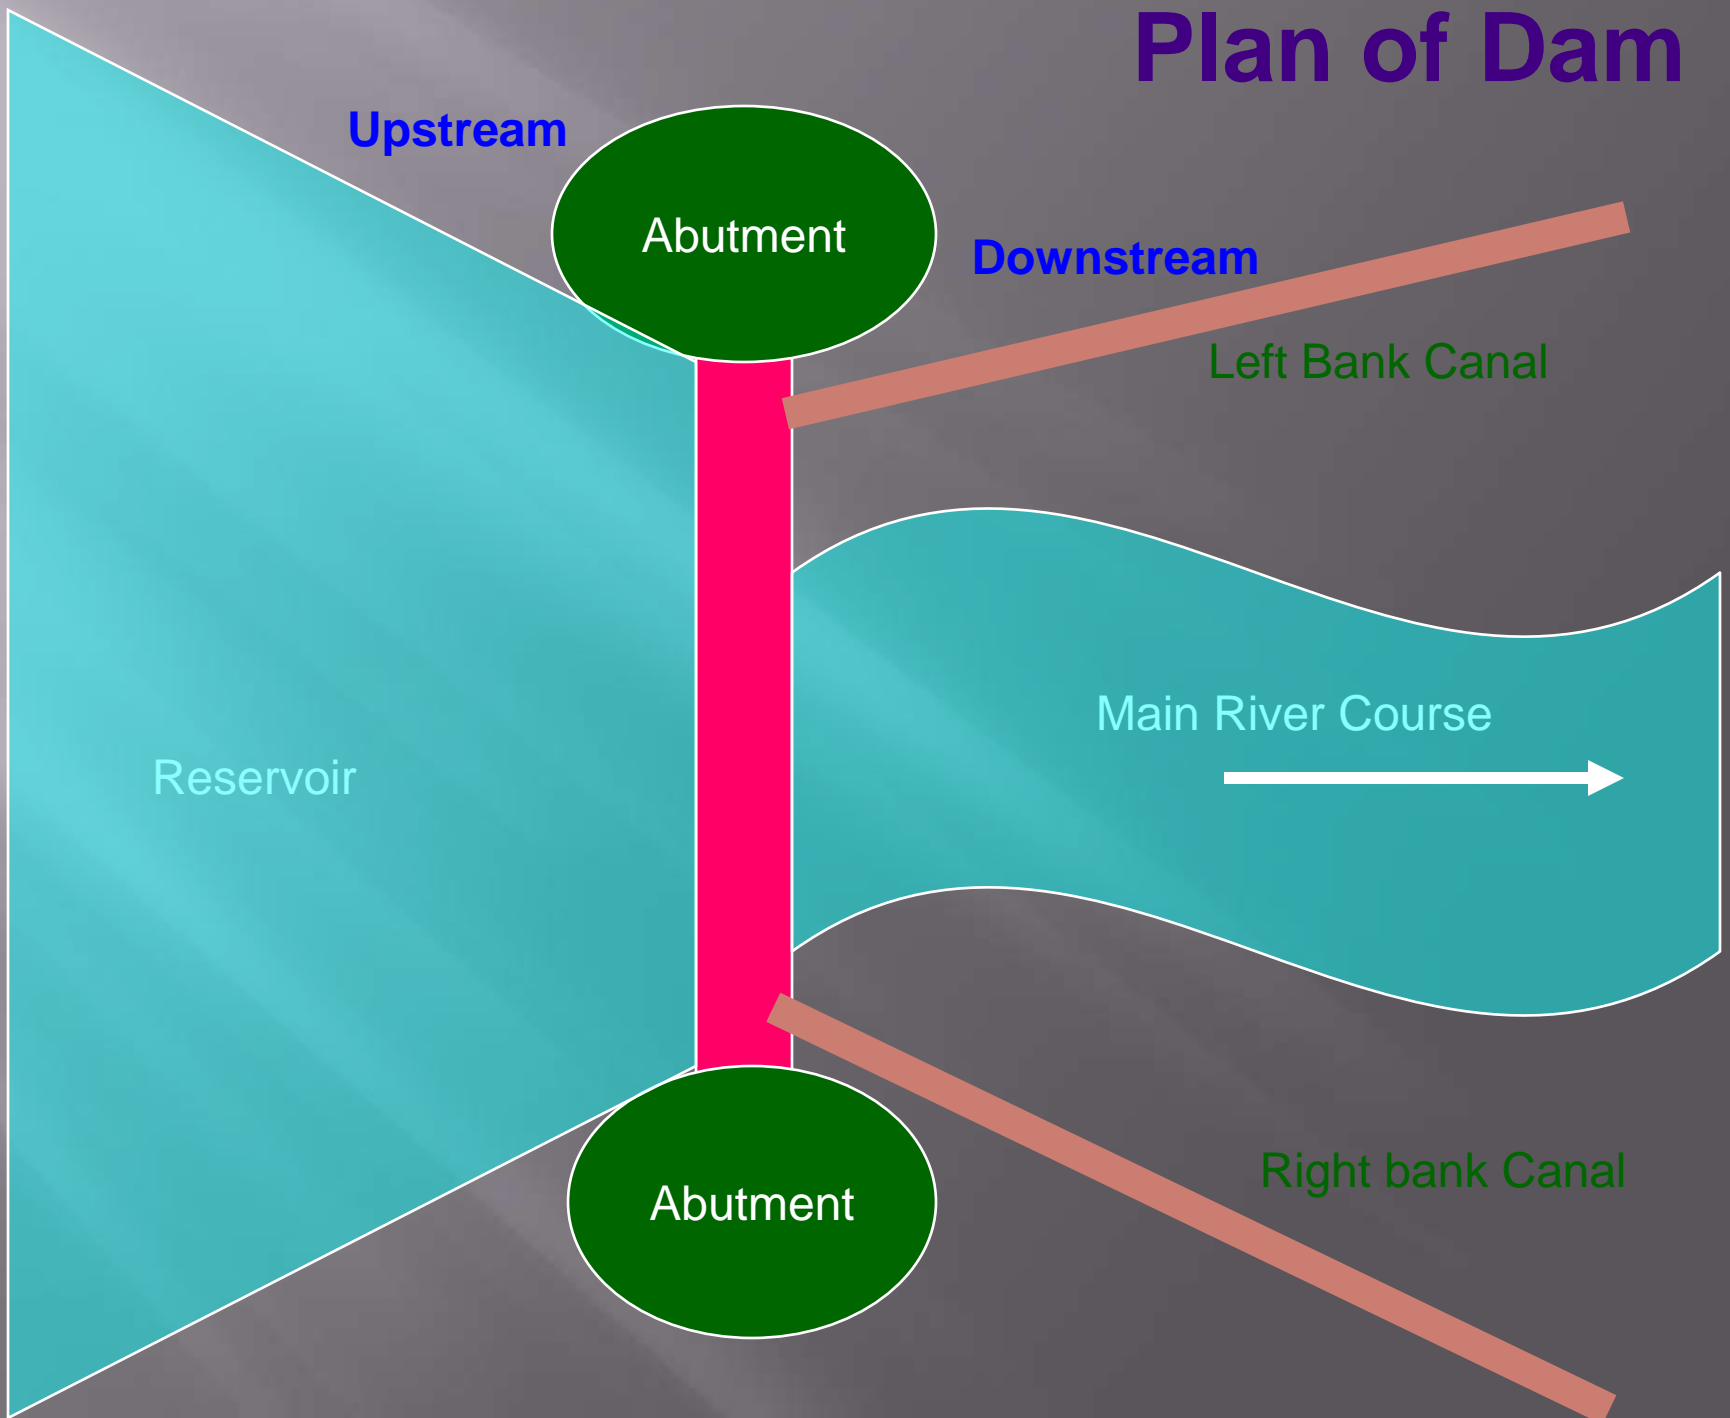 Plan of Dam
Upstream
Abutment
Downstream
Left Bank Canal
Main River Course
Reservoir
Right bank Canal
Abutment